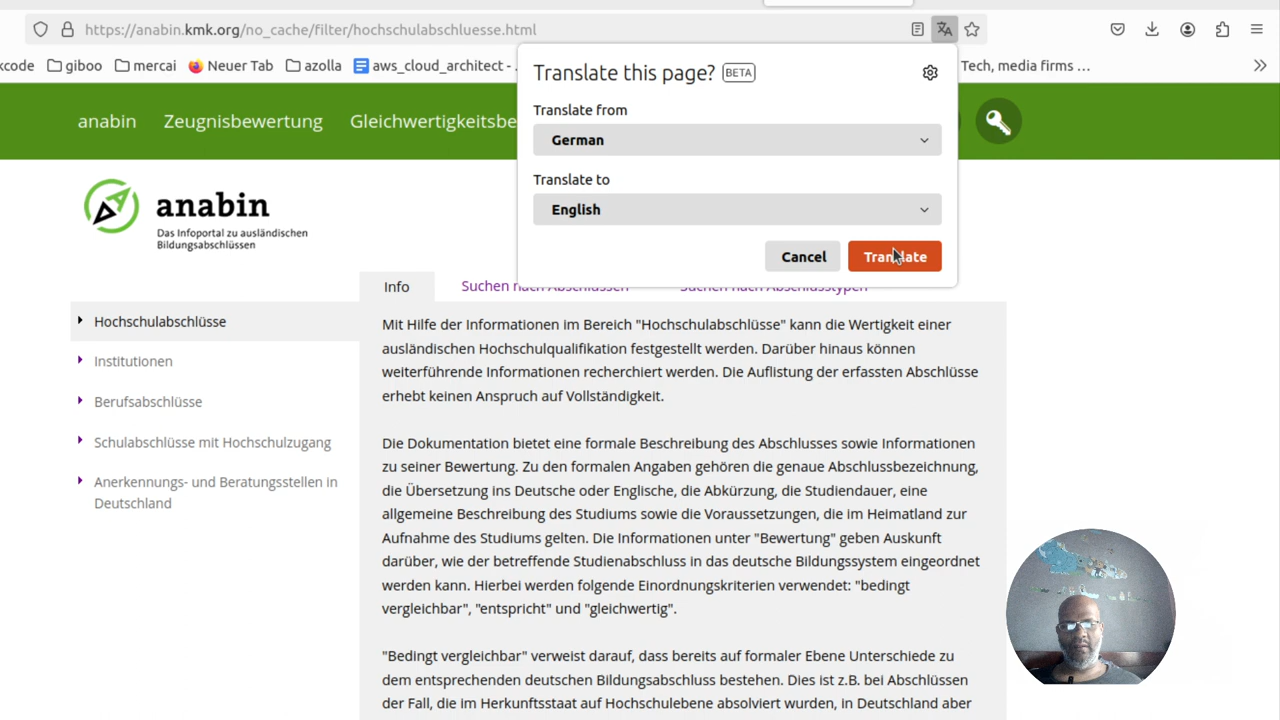 https://anabin.kmk.org/no_cache/filter/hochschulabschluesse.html
kcode giboo mercai Neuer Tab azolla aws_cloud_architect - . Tech, media firms ...
Translate this page? BETA
Translate from
German
Translate to
English
Cancel Translate
anabin Zeugnisbewertung Gleichwertigkeitsbe
anabin
Das Infoportal zu ausländischen
Bildungsabschlüssen
Info Suchen nach Abschlüssen Suchen nach Abschlusstypen
Hochschulabschlüsse
Institutionen
Berufsabschlüsse
Schulabschlüsse mit Hochschulzugang
Anerkennungs- und Beratungsstellen in
Deutschland
Mit Hilfe der Informationen im Bereich "Hochschulabschlüsse" kann die Wertigkeit einer
ausländischen Hochschulqualifikation festgestellt werden. Darüber hinaus können
weiterführende Informationen recherchiert werden. Die Auflistung der erfassten Abschlüsse
erhebt keinen Anspruch auf Vollständigkeit.
Die Dokumentation bietet eine formale Beschreibung des Abschlusses sowie Informationen
zu seiner Bewertung. Zu den formalen Angaben gehören die genaue Abschlussbezeichnung,
die Übersetzung ins Deutsche oder Englische, die Abkürzung, die Studiendauer, eine
allgemeine Beschreibung des Studiums sowie die Voraussetzungen, die im Heimatland zur
Aufnahme des Studiums gelten. Die Informationen unter "Bewertung" geben Auskunft
darüber, wie der betreffende Studienabschluss in das deutsche Bildungssystem eingeordnet
werden kann. Hierbei werden folgende Einordnungskriterien verwendet: "bedingt
vergleichbar", "entspricht" und "gleichwertig".
"Bedingt vergleichbar" verweist darauf, dass bereits auf formaler Ebene Unterschiede zu
dem entsprechenden deutschen Bildungsabschluss bestehen. Dies ist z.B. bei Abschlüssen
der Fall, die im Herkunftsstaat auf Hochschulebene absolviert wurden, in Deutschland aber